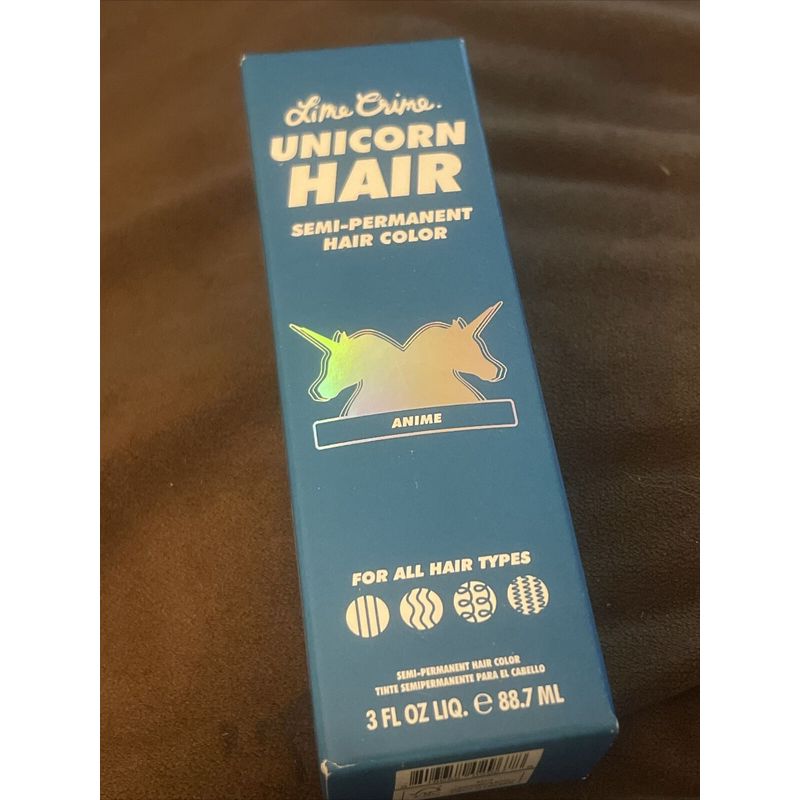 Lime Crime.
UNICORN
HAIR
SEMI-PERMANENT
HAIR COLOR
ANIME
FOR ALL HAIR TYPES
SEMI-PERMANENT HAIR COLOR
TINTE SEMIPERMANENTE PARA EL CABELLO
3 FL OZ LIQ. ℮ 88.7 ML